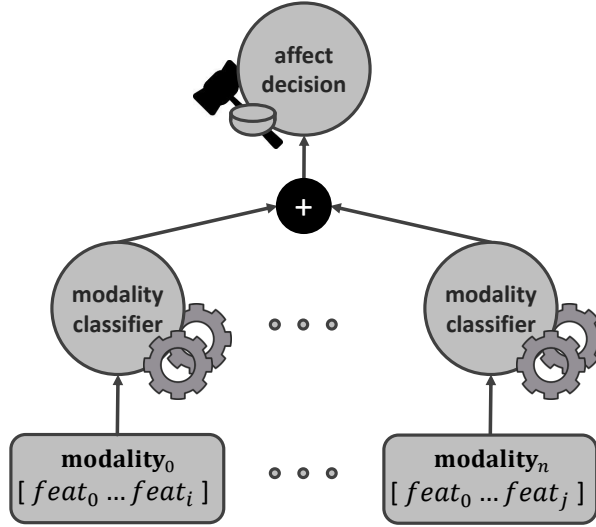 affect
decision
+
modality
classifier
modality
classifier
modality₀
[ feat₀ … featᵢ ]
modalityₙ
[ feat₀ … featⱼ ]